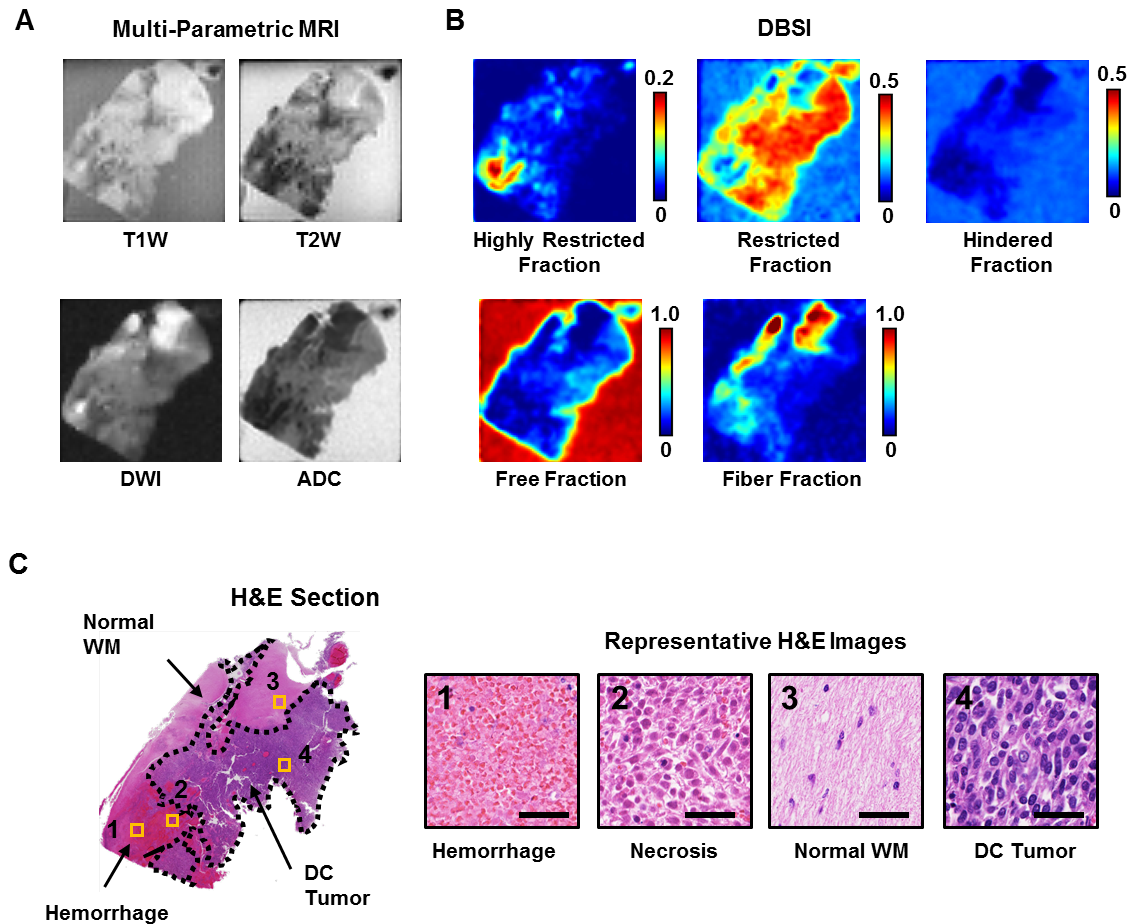 A
Multi-Parametric MRI
T1W
T2W
DWI
ADC
B
DBSI
0.2
0
Highly Restricted
Fraction
0.5
0
Restricted
Fraction
0.5
0
Hindered
Fraction
1.0
0
Free Fraction
1.0
0
Fiber Fraction
C
H&E Section
Normal
WM
3
4
2
1
DC
Tumor
Hemorrhage
Representative H&E Images
1
Hemorrhage
2
Necrosis
3
Normal WM
4
DC Tumor